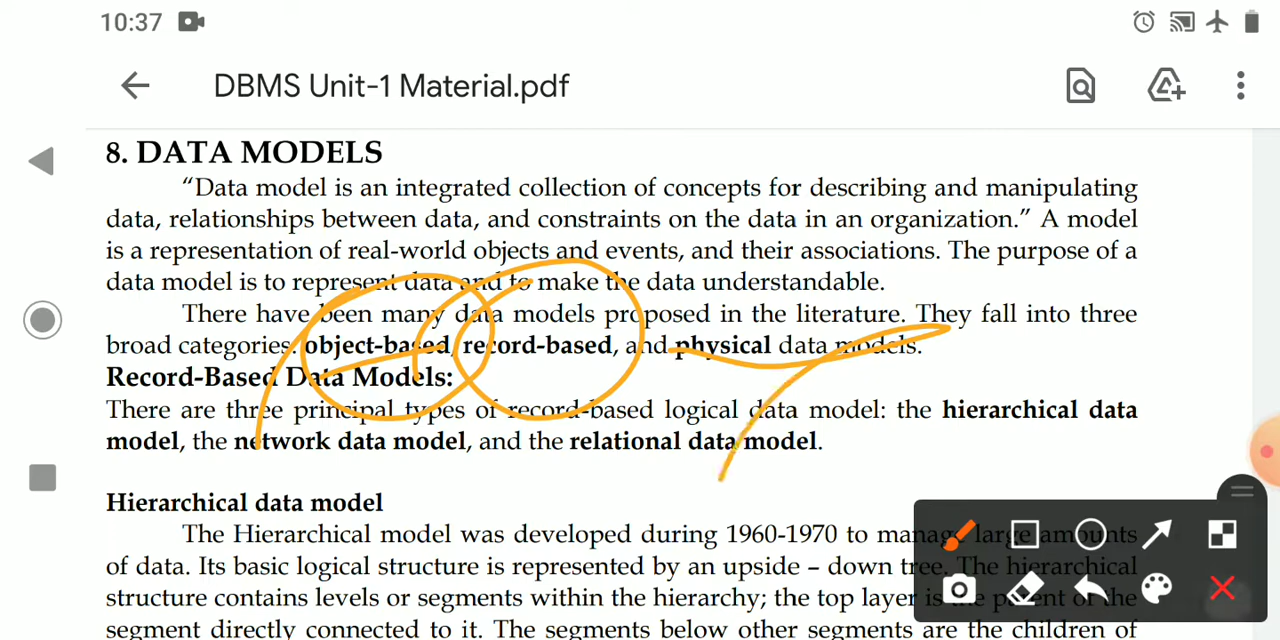 10:37
DBMS Unit-1 Material.pdf
8. DATA MODELS
“Data model is an integrated collection of concepts for describing and manipulating
data, relationships between data, and constraints on the data in an organization.” A model
is a representation of real-world objects and events, and their associations. The purpose of a
data model is to represent data and to make the data understandable.
There have been many data models proposed in the literature. They fall into three
broad categories: object-based, record-based, and physical data models.
Record-Based Data Models:
There are three principal types of record-based logical data model: the hierarchical data
model, the network data model, and the relational data model.
Hierarchical data model
The Hierarchical model was developed during 1960-1970 to manage large amounts
of data. Its basic logical structure is represented by an upside – down tree. The hierarchical
structure contains levels or segments within the hierarchy; the top layer is the parent of the
segment directly connected to it. The segments below other segments are the children of